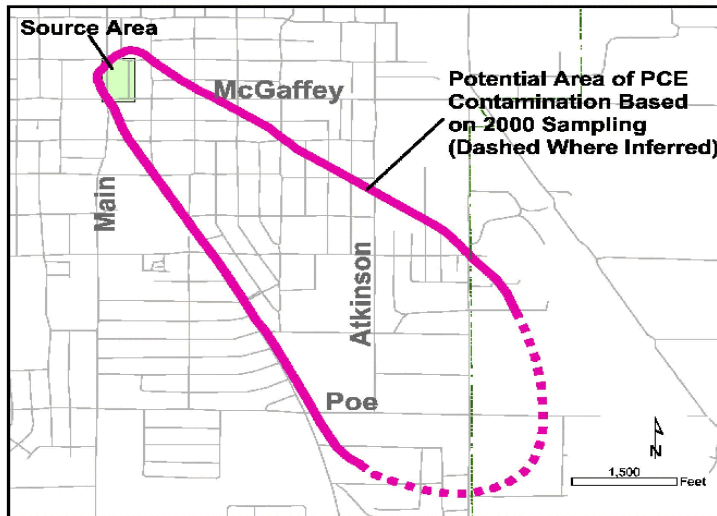 Source Area
McGaffey
Potential Area of PCE
Contamination Based
on 2000 Sampling
(Dashed Where Inferred)
Main
Atkinson
Poe
N
1,500
Feet